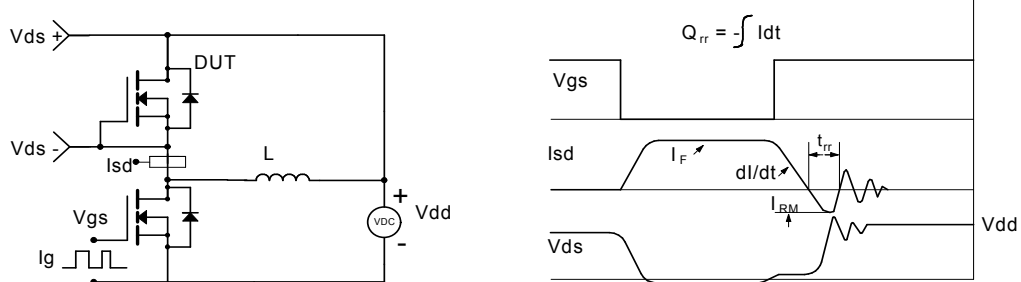 Vds +
DUT
Vds -
Isd
L
Vgs
Ig
+
VDC
-
Vdd
Qrr = -∫ Idt
Vgs
Isd
IF
dI/dt
trr
IRM
Vds
Vdd